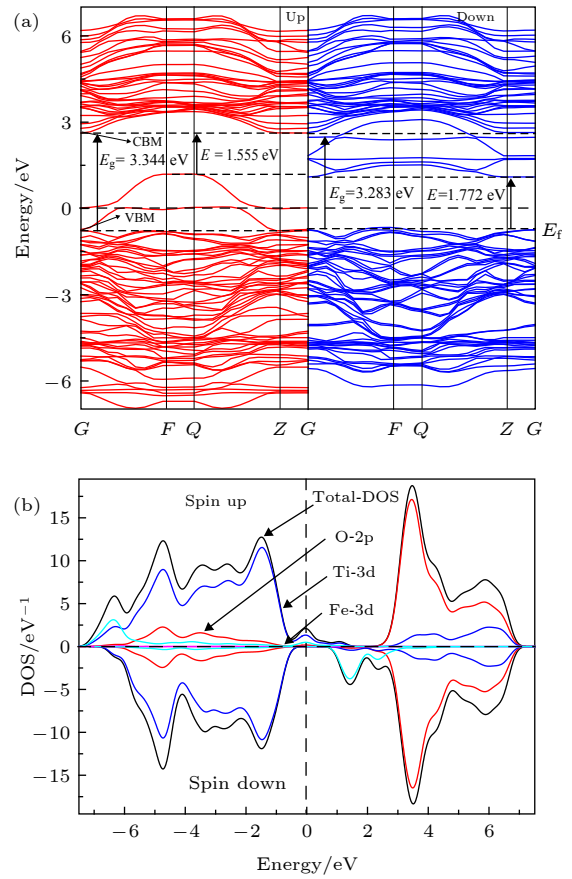 (a)
Up
Down
Energy/eV
6
3
0
−3
−6
CBM
E_g = 3.344 eV
E = 1.555 eV
VBM
E_g=3.283 eV
E=1.772 eV
E_f
G F Q Z G F Q Z G
(b)
Spin up
Total-DOS
O-2p
Ti-3d
Fe-3d
Spin down
DOS/eV⁻¹
15
10
5
0
−5
−10
−15
−6 −4 −2 0 2 4 6
Energy/eV